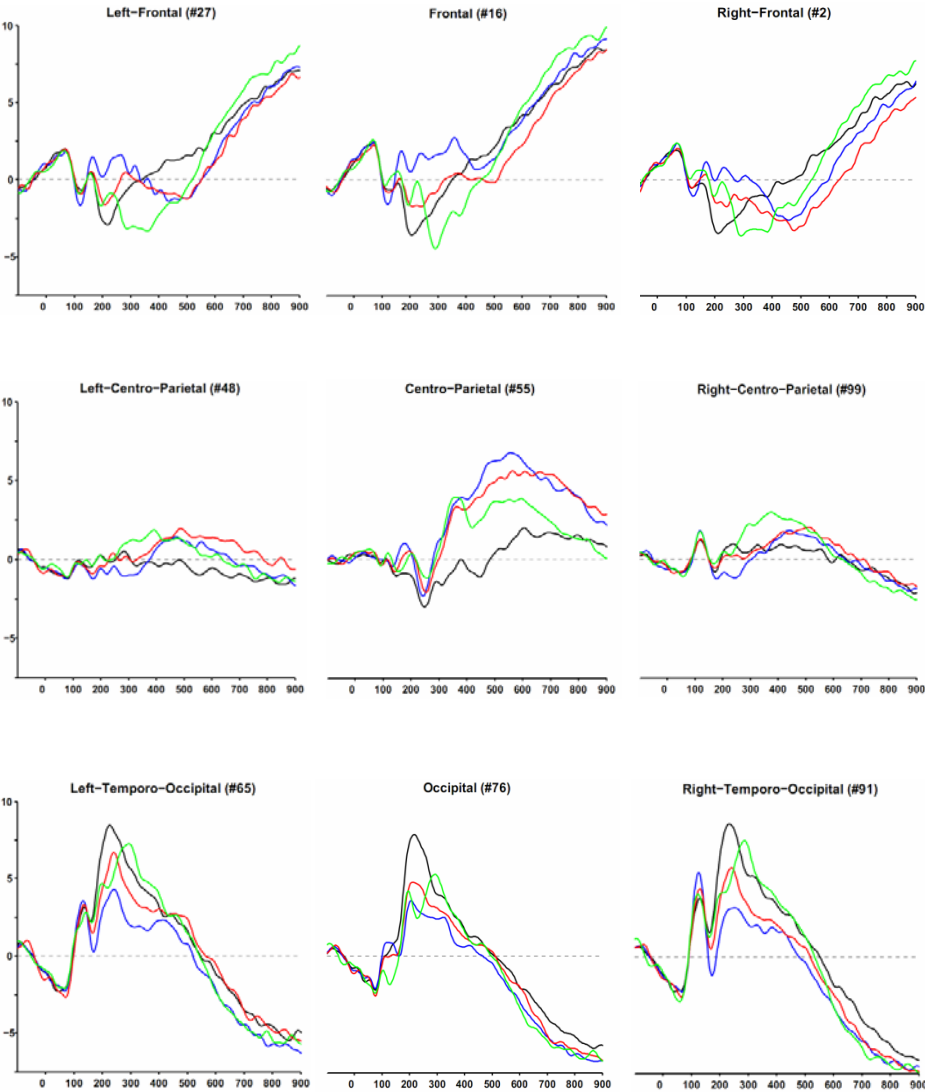 Left−Frontal (#27) Frontal (#16) Right−Frontal (#2)
10
5
0
−5
0 100 200 300 400 500 600 700 800 900 0 100 200 300 400 500 600 700 800 900 0 100 200 300 400 500 600 700 800 900
Left−Centro−Parietal (#48) Centro−Parietal (#55) Right−Centro−Parietal (#99)
10
5
0
−5
0 100 200 300 400 500 600 700 800 900 0 100 200 300 400 500 600 700 800 900 0 100 200 300 400 500 600 700 800 900
Left−Temporo−Occipital (#65) Occipital (#76) Right−Temporo−Occipital (#91)
10
5
0
−5
0 100 200 300 400 500 600 700 800 900 0 100 200 300 400 500 600 700 800 900 0 100 200 300 400 500 600 700 800 900